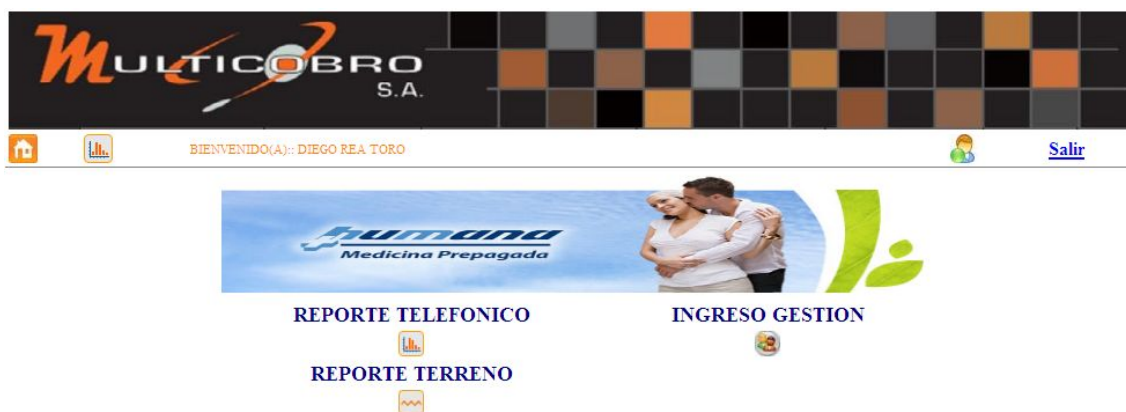 MULTICOBRO
S.A.
BIENVENIDO(A):: DIEGO REA TORO
Salir
humana
Medicina Prepagada
REPORTE TELEFONICO
INGRESO GESTION
REPORTE TERRENO